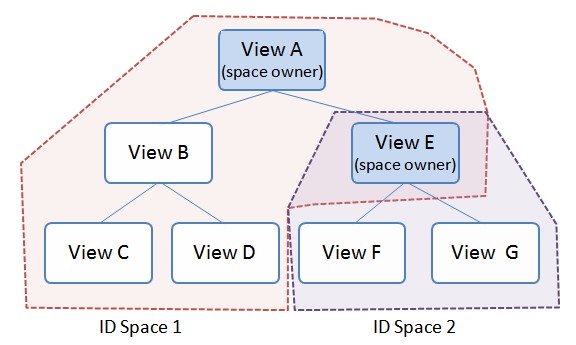 View A
(space owner)
View B
View E
(space owner)
View C
View D
View F
View G
ID Space 1
ID Space 2